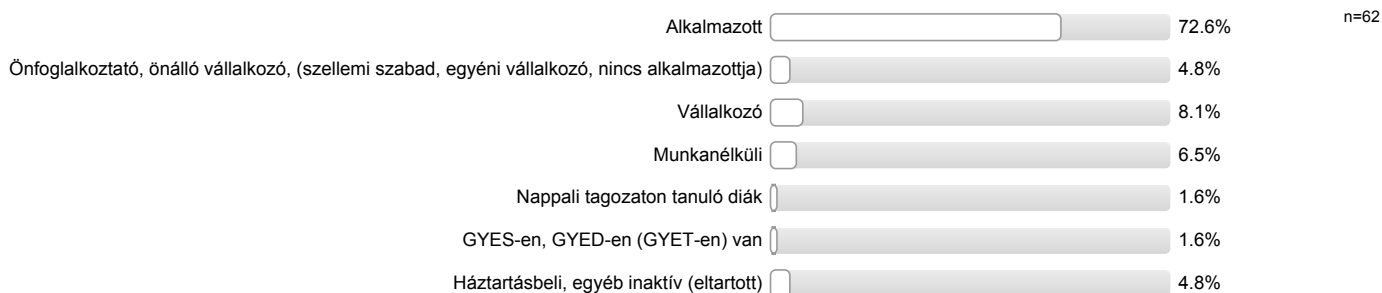 Alkalmazott 72.6% n=62
Önfoglalkoztató, önálló vállalkozó, (szellemi szabad, egyéni vállalkozó, nincs alkalmazottja) 4.8%
Vállalkozó 8.1%
Munkanélküli 6.5%
Nappali tagozaton tanuló diák 1.6%
GYES-en, GYED-en (GYET-en) van 1.6%
Háztartásbeli, egyéb inaktív (eltartott) 4.8%